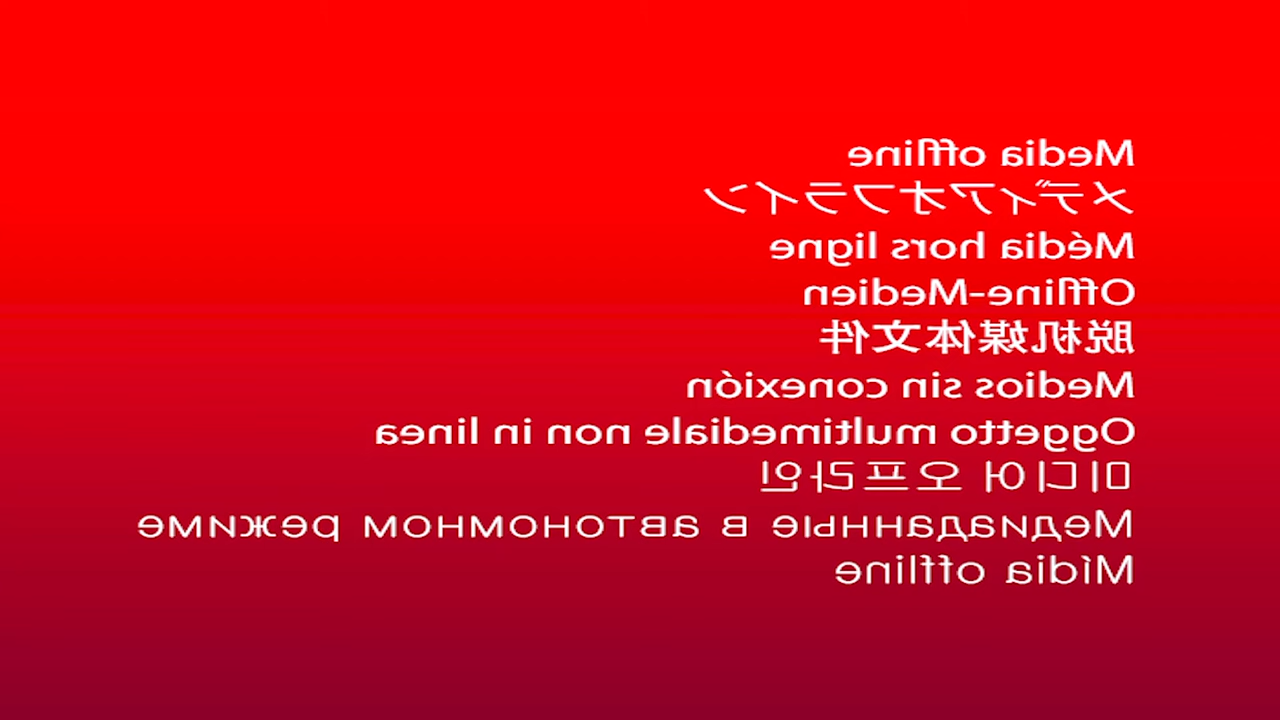 Media offline
メディアオフライン
Média hors ligne
Offline-Medien
脱机媒体文件
Medios sin conexión
Oggetto multimediale non in linea
미디어 오프라인
Медиаданные в автономном режиме
Mídia offline